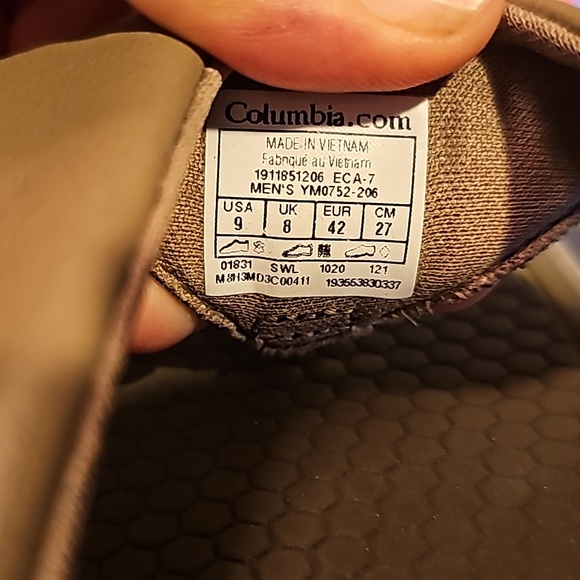 Columbia.com
MADE IN VIETNAM
Fabriqué au Vietnam
1911851206 ECA-7
MEN'S YM0752-206
USA UK EUR CM
9 8 42 27
01831 SWL 1020 121
M8H3MD3C00411 193553830337